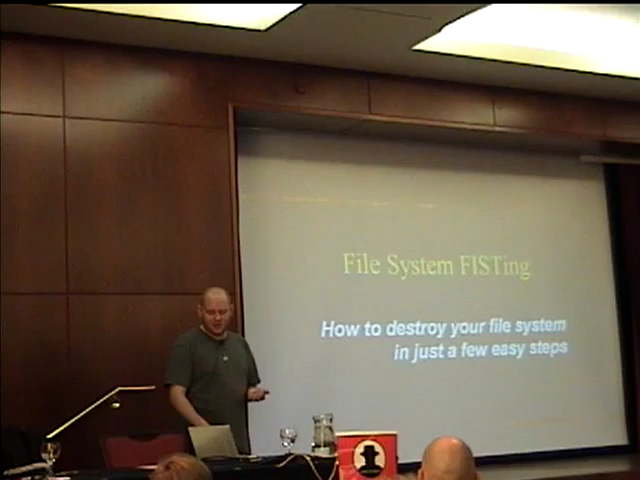 File System FISTing
How to destroy your file system
in just a few easy steps